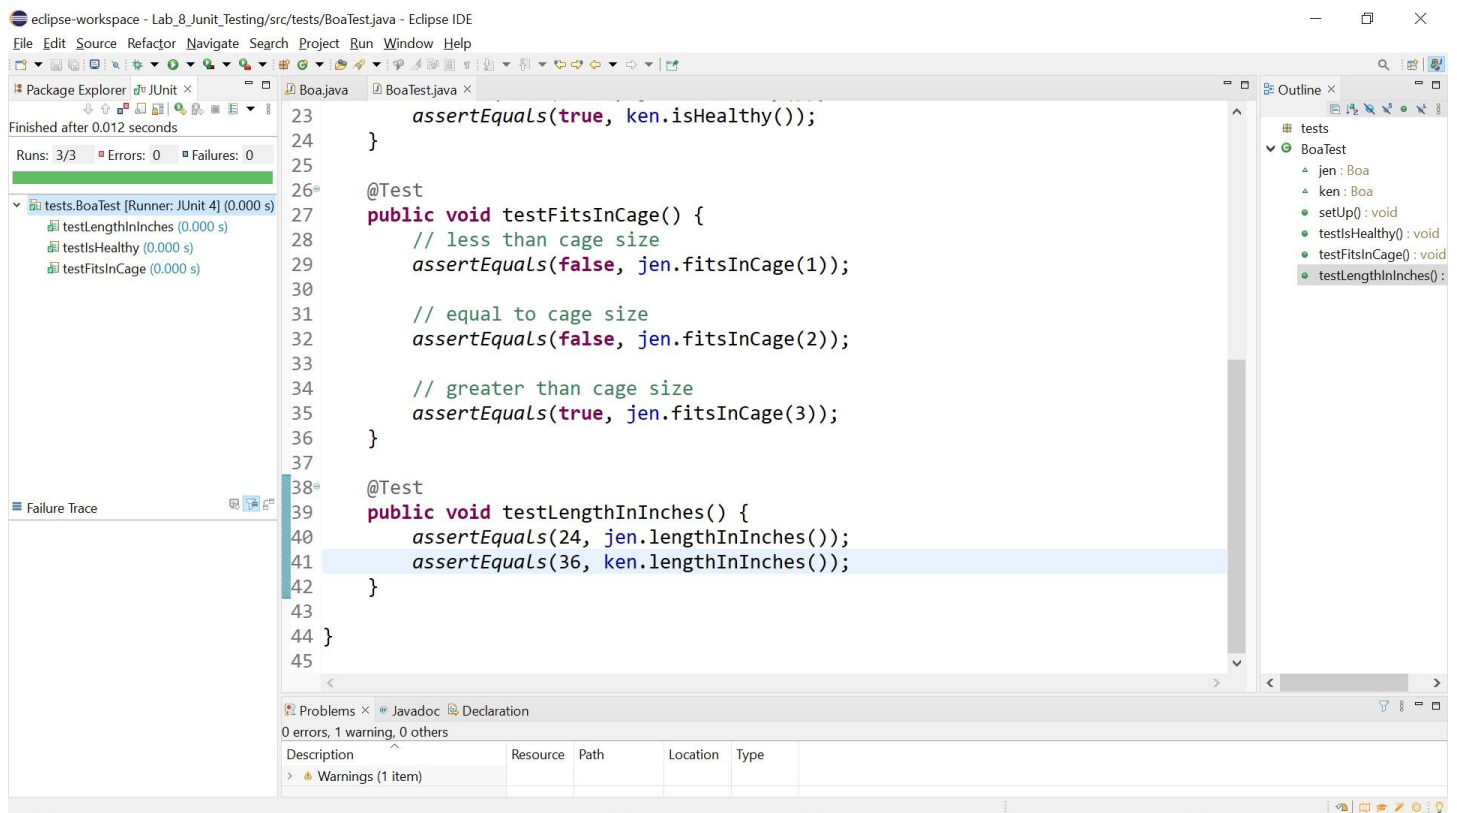 eclipse-workspace - Lab_8_Junit_Testing/src/tests/BoaTest.java - Eclipse IDE
File Edit Source Refactor Navigate Search Project Run Window Help
Package Explorer JUnit
Finished after 0.012 seconds
Runs: 3/3 Errors: 0 Failures: 0
tests.BoaTest [Runner: JUnit 4] (0.000 s)
testLengthInInches (0.000 s)
testIsHealthy (0.000 s)
testFitsInCage (0.000 s)
Failure Trace
Boa.java BoaTest.java
23 assertEquals(true, ken.isHealthy());
24 }
25
26 @Test
27 public void testFitsInCage() {
28 // less than cage size
29 assertEquals(false, jen.fitsInCage(1));
30
31 // equal to cage size
32 assertEquals(false, jen.fitsInCage(2));
33
34 // greater than cage size
35 assertEquals(true, jen.fitsInCage(3));
36 }
37
38 @Test
39 public void testLengthInInches() {
40 assertEquals(24, jen.lengthInInches());
41 assertEquals(36, ken.lengthInInches());
42 }
43
44 }
45
Outline
tests
BoaTest
jen : Boa
ken : Boa
setUp() : void
testIsHealthy() : void
testFitsInCage() : void
testLengthInInches() :
Problems Javadoc Declaration
0 errors, 1 warning, 0 others
Description Resource Path Location Type
Warnings (1 item)